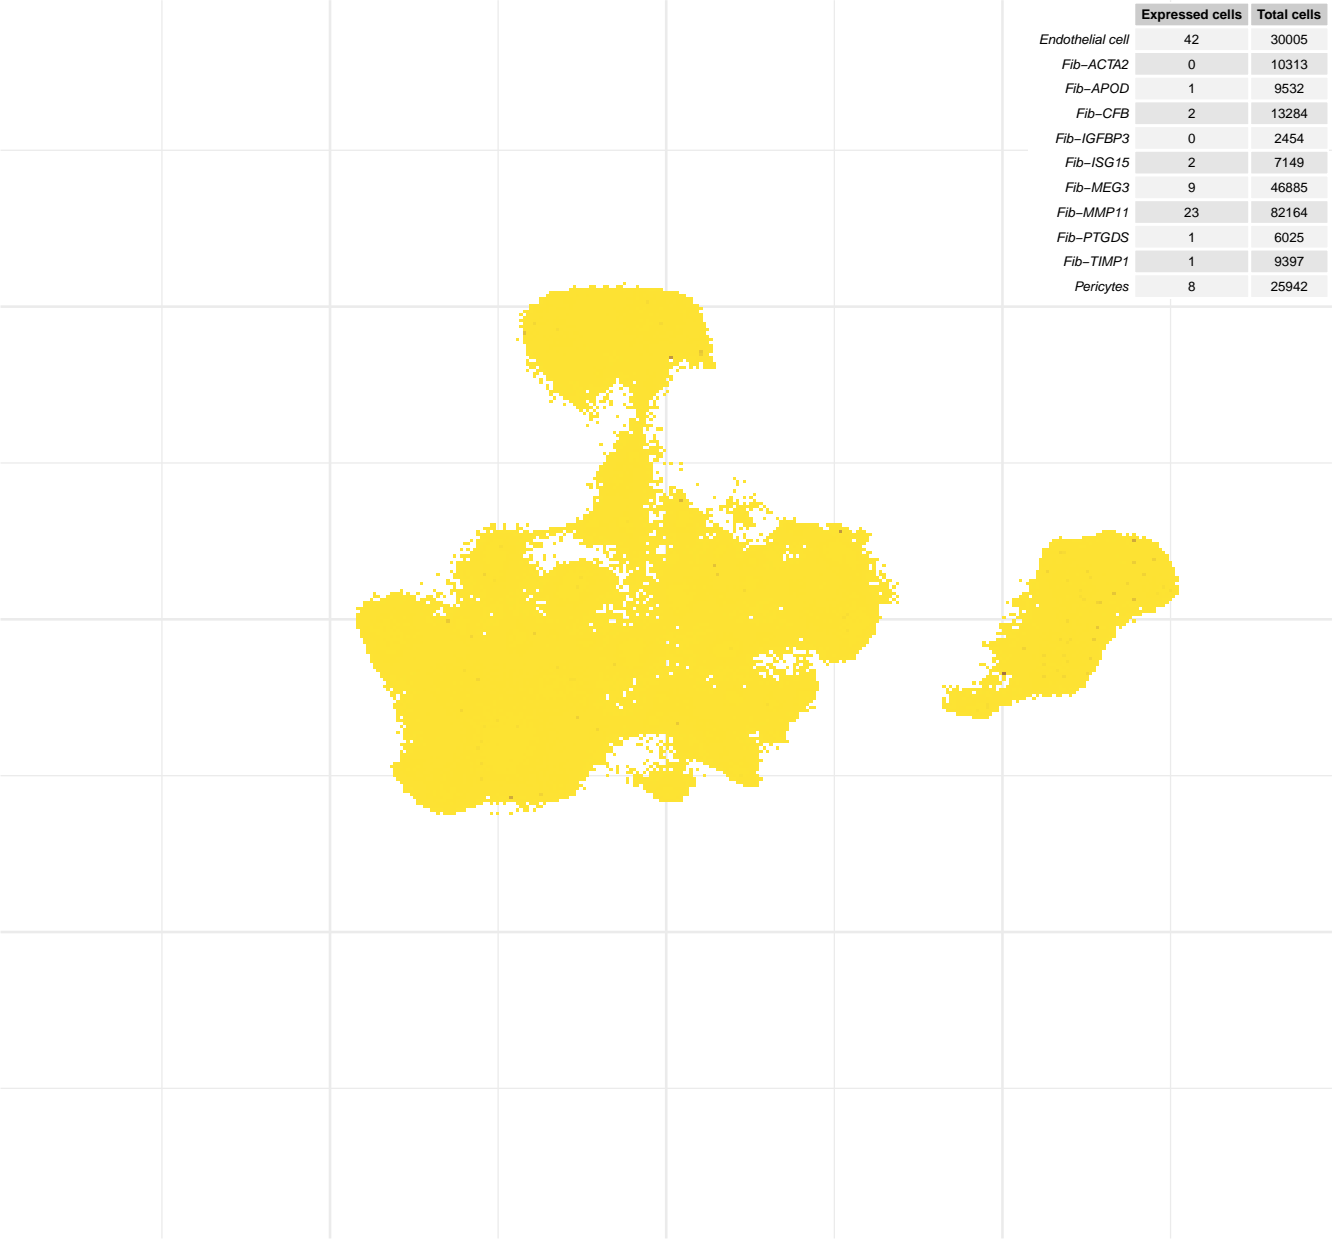 Expressed cells Total cells
Endothelial cell 42 30005
Fib−ACTA2 0 10313
Fib−APOD 1 9532
Fib−CFB 2 13284
Fib−IGFBP3 0 2454
Fib−ISG15 2 7149
Fib−MEG3 9 46885
Fib−MMP11 23 82164
Fib−PTGDS 1 6025
Fib−TIMP1 1 9397
Pericytes 8 25942